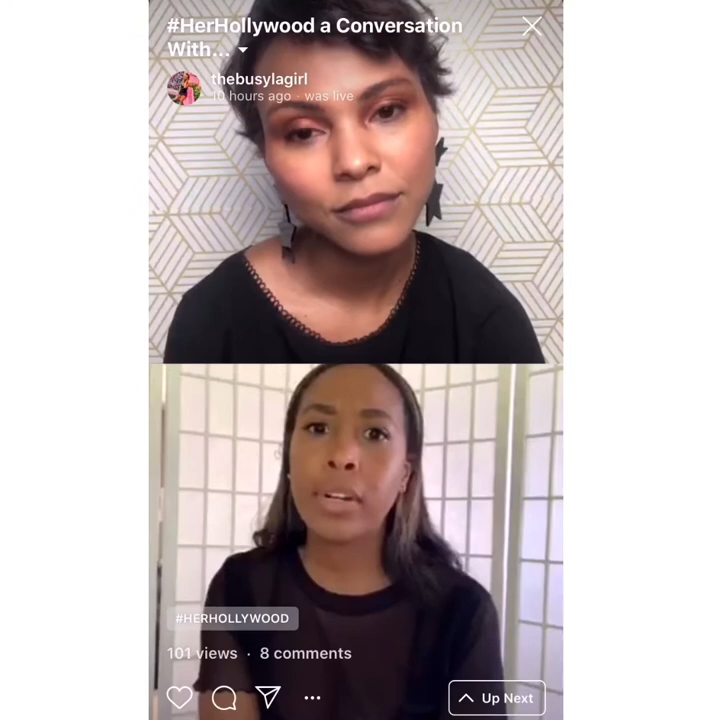 #HerHollywood a Conversation
With...
thebusylagirl
10 hours ago · was live
#HERHOLLYWOOD
101 views · 8 comments
Up Next